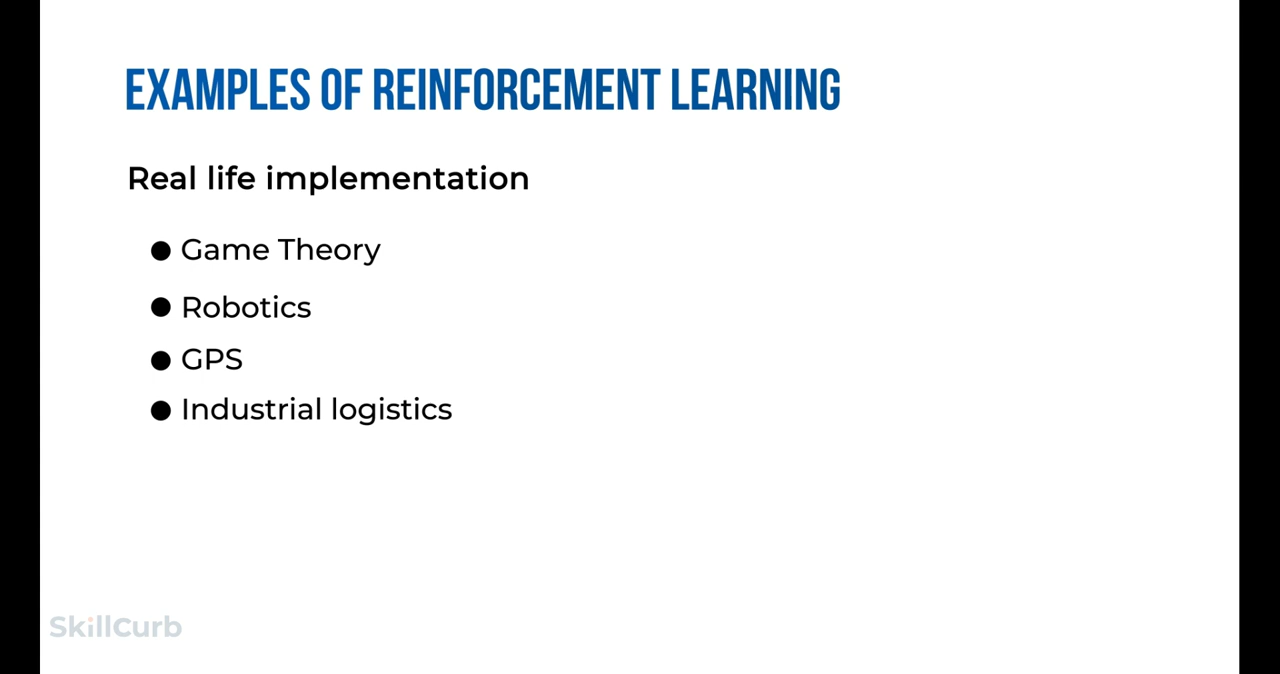 EXAMPLES OF REINFORCEMENT LEARNING
Real life implementation
● Game Theory
● Robotics
● GPS
● Industrial logistics
SkillCurb